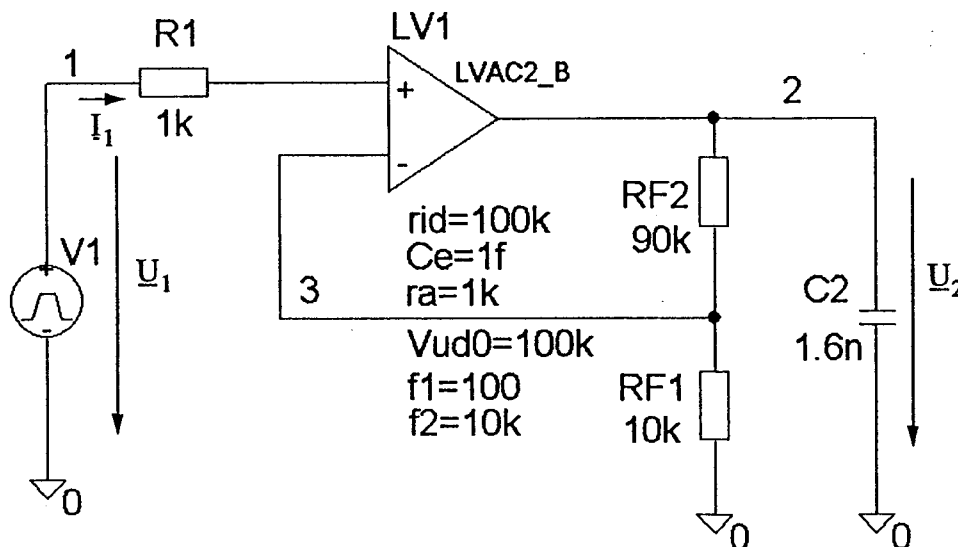 LV1
R1
1
LVAC2_B
+
2
I1
1k
-
RF2
90k
rid=100k
Ce=1f
ra=1k
V1
+
-
U1
3
C2
1.6n
U2
Vud0=100k
f1=100
f2=10k
RF1
10k
0
0
0